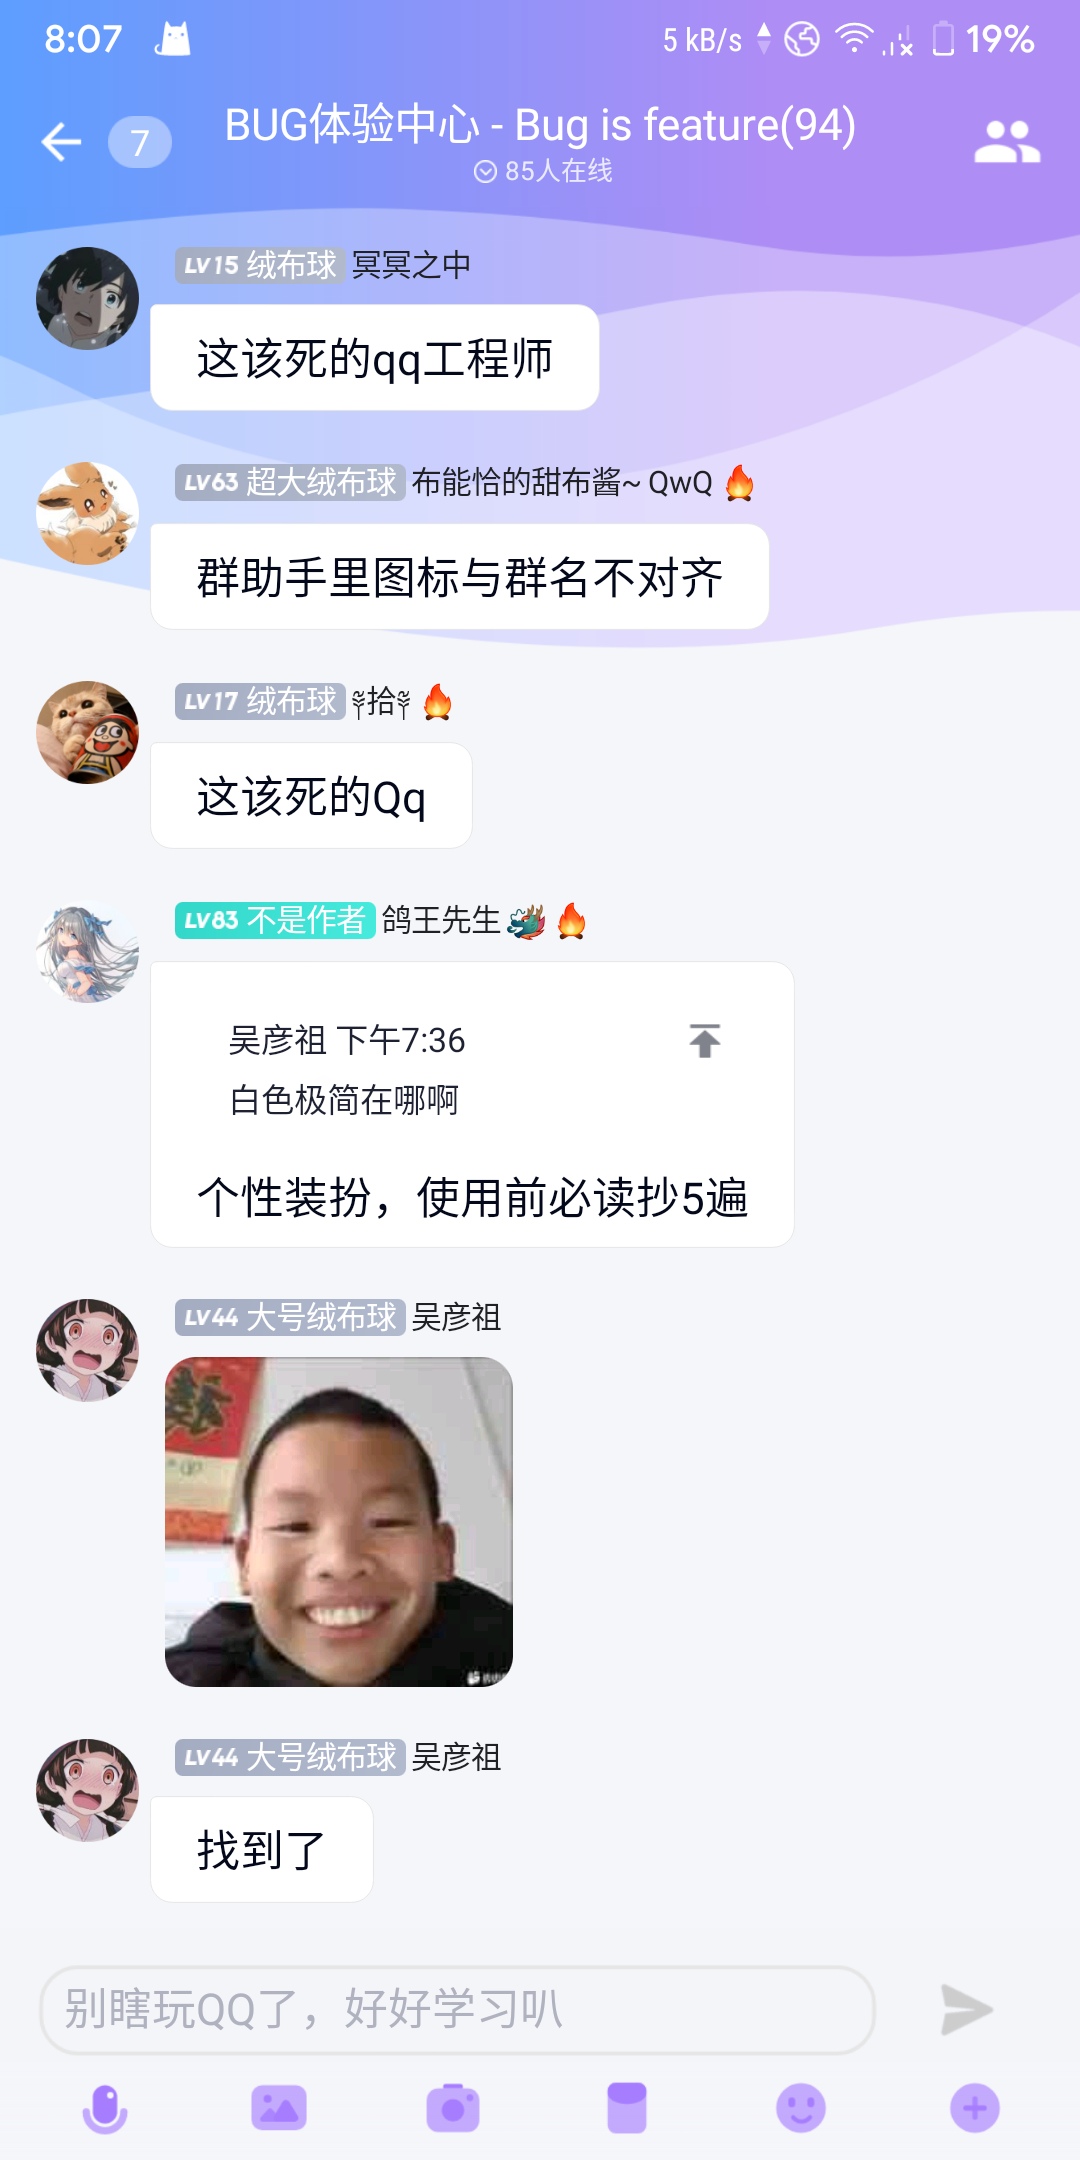 8:07 5 kB/s 19%
7 BUG体验中心 - Bug is feature(94)
85人在线
LV15 绒布球 冥冥之中
这该死的qq工程师
LV63 超大绒布球 布能恰的甜布酱~ QwQ 🔥
群助手里图标与群名不对齐
LV17 绒布球 拾 🔥
这该死的Qq
LV83 不是作者 鸽王先生🐲🔥
吴彦祖 下午7:36
白色极简在哪啊
个性装扮，使用前必读抄5遍
LV44 大号绒布球 吴彦祖
LV44 大号绒布球 吴彦祖
找到了
别瞎玩QQ了，好好学习叭